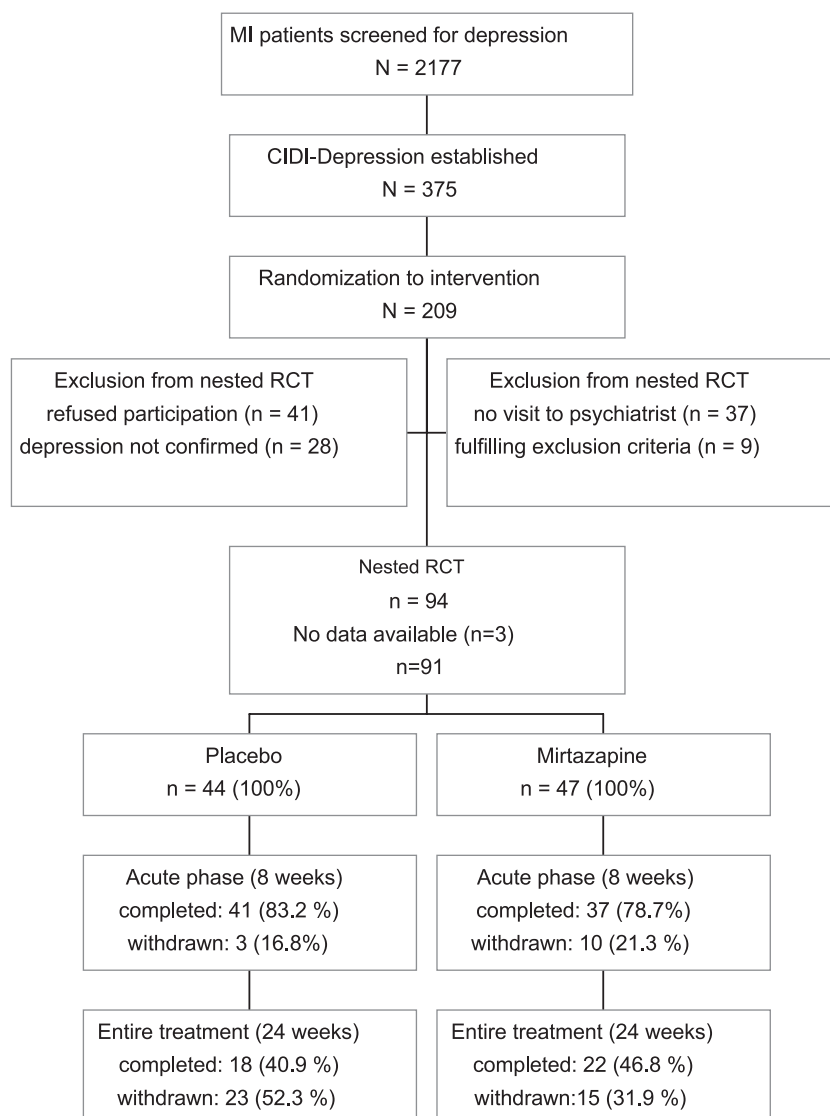 MI patients screened for depression
N = 2177
CIDI-Depression established
N = 375
Randomization to intervention
N = 209
Exclusion from nested RCT
refused participation (n = 41)
depression not confirmed (n = 28)
Exclusion from nested RCT
no visit to psychiatrist (n = 37)
fulfilling exclusion criteria (n = 9)
Nested RCT
n = 94
No data available (n=3)
n=91
Placebo
n = 44 (100%)
Mirtazapine
n = 47 (100%)
Acute phase (8 weeks)
completed: 41 (83.2 %)
withdrawn: 3 (16.8%)
Acute phase (8 weeks)
completed: 37 (78.7%)
withdrawn: 10 (21.3 %)
Entire treatment (24 weeks)
completed: 18 (40.9 %)
withdrawn: 23 (52.3 %)
Entire treatment (24 weeks)
completed: 22 (46.8 %)
withdrawn:15 (31.9 %)